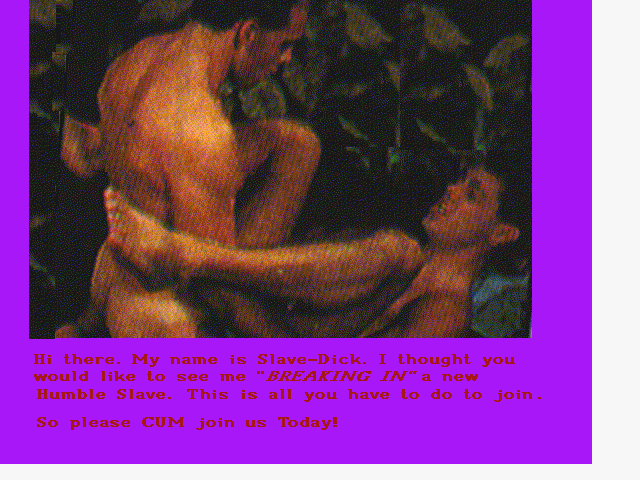 Hi there. My name is Slave-Dick. I thought you
would like to see me "BREAKING IN" a new
Humble Slave. This is all you have to do to join.
So please CUM join us Today!